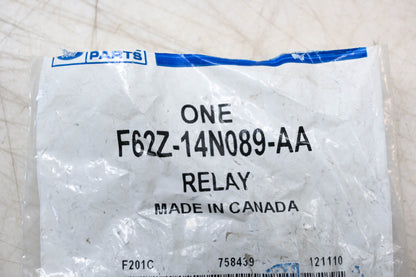 PARTS
ONE
F62Z-14N089-AA
RELAY
MADE IN CANADA
F201C 758439 121110